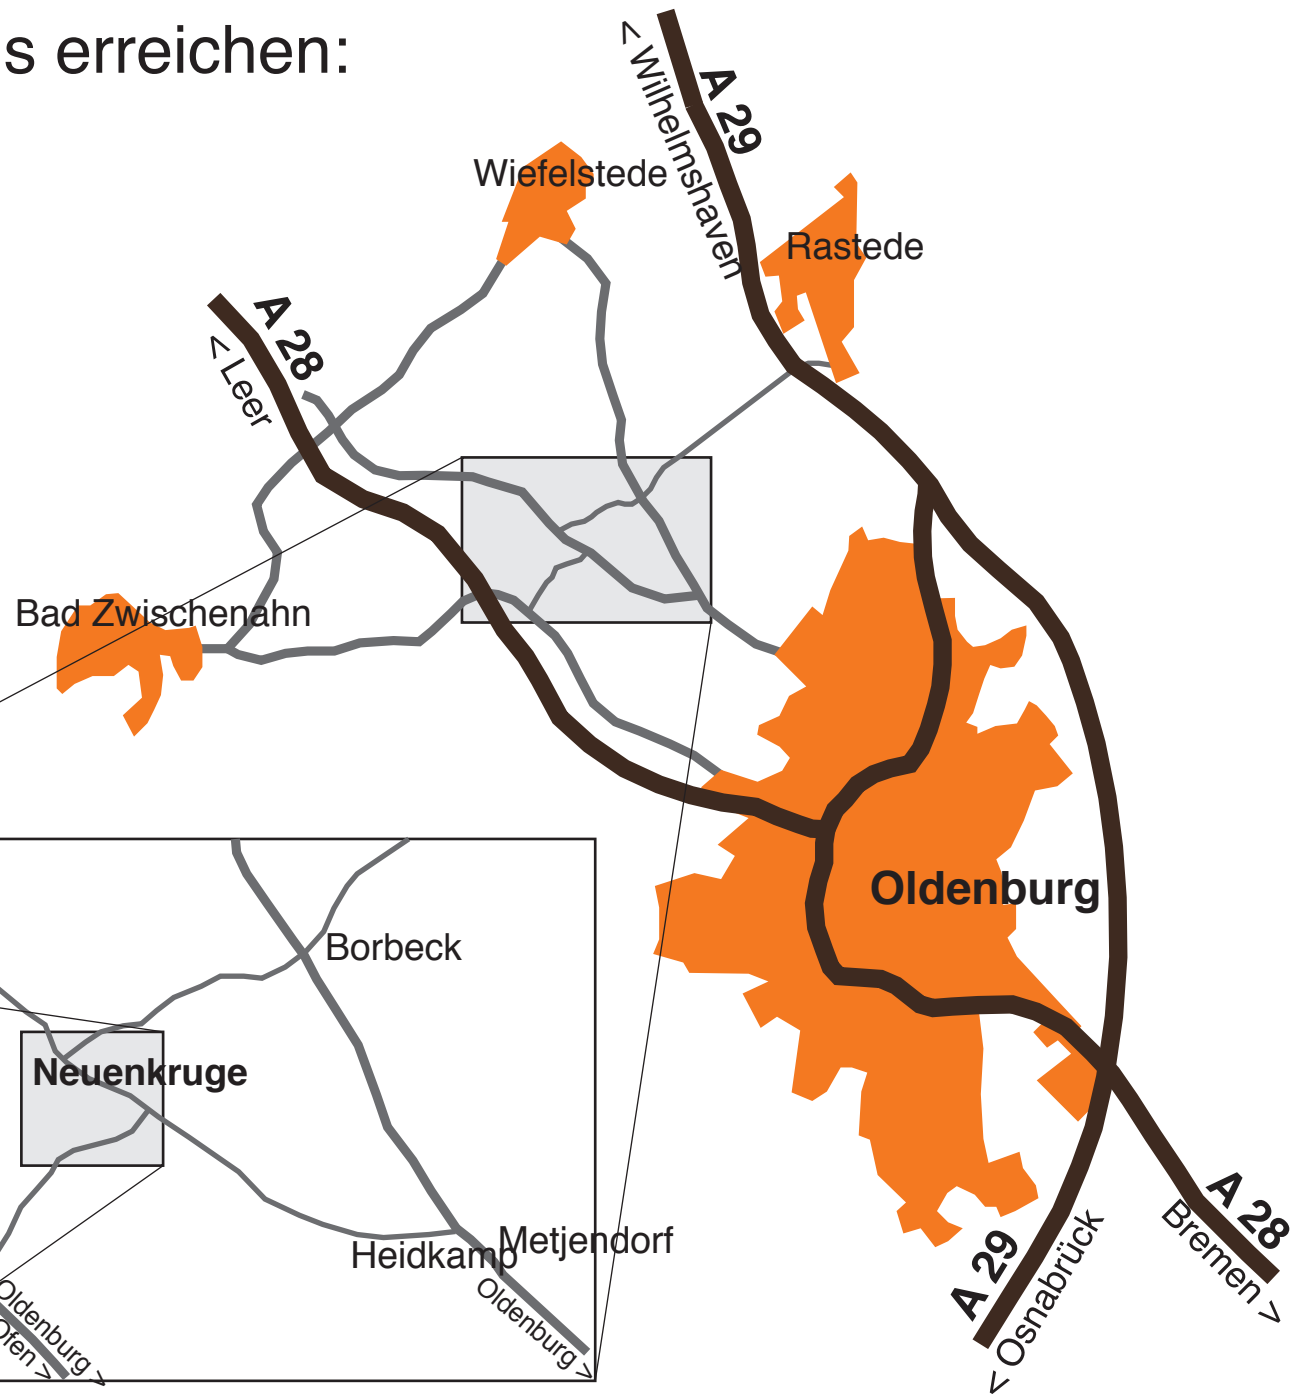 s erreichen:
A 29
< Wilhelmshaven
Wiefelstede
Rastede
A 28
< Leer
Bad Zwischenahn
Oldenburg
Borbeck
Neuenkruge
Metjendorf
Heidkamp
Oldenburg >
Oldenburg >
Ofen >
A 29
< Osnabrück
A 28
Bremen >